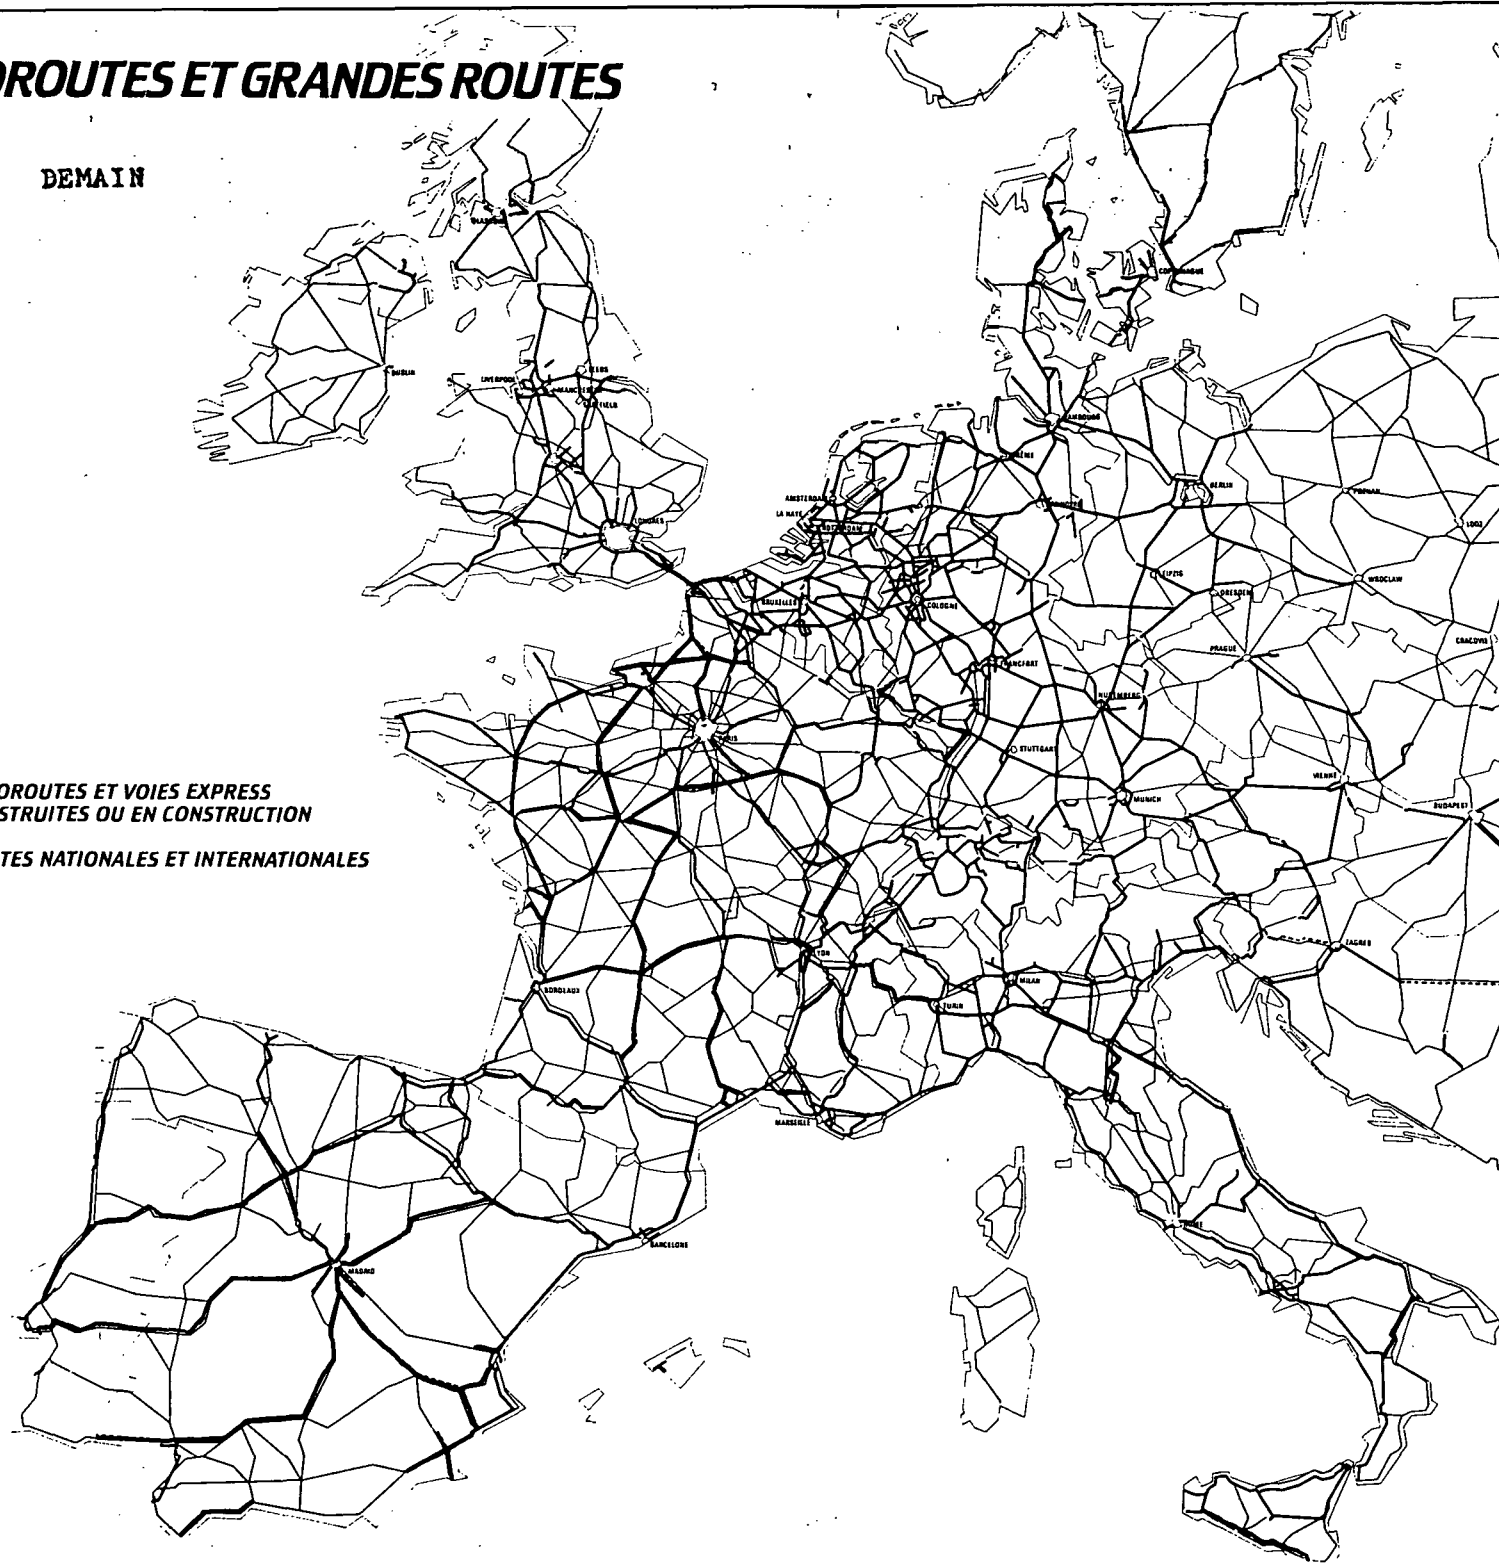 OROUTES ET GRANDES ROUTES
DEMAIN
GLASGOW
COPENHAGUE
DUBLIN
LEEDS
LIVERPOOL
MANCHESTER
SHEFFIELD
HAMBOURG
BREME
AMSTERDAM
LA HAYE
ROTTERDAM
HANOVRE
BERLIN
POZNAN
LODZ
LONDRES
BRUXELLES
COLOGNE
LEIPZIG
DRESDEN
WROCLAW
CRACOVIE
PRAGUE
FRANCFORT
NUREMBERG
PARIS
STUTTGART
MUNICH
VIENNE
BUDAPEST
OROUTES ET VOIES EXPRESS
STRUITES OU EN CONSTRUCTION
TES NATIONALES ET INTERNATIONALES
LYON
ZAGREB
BORDEAUX
MILAN
TURIN
MARSEILLE
ROME
BARCELONE
MADRID